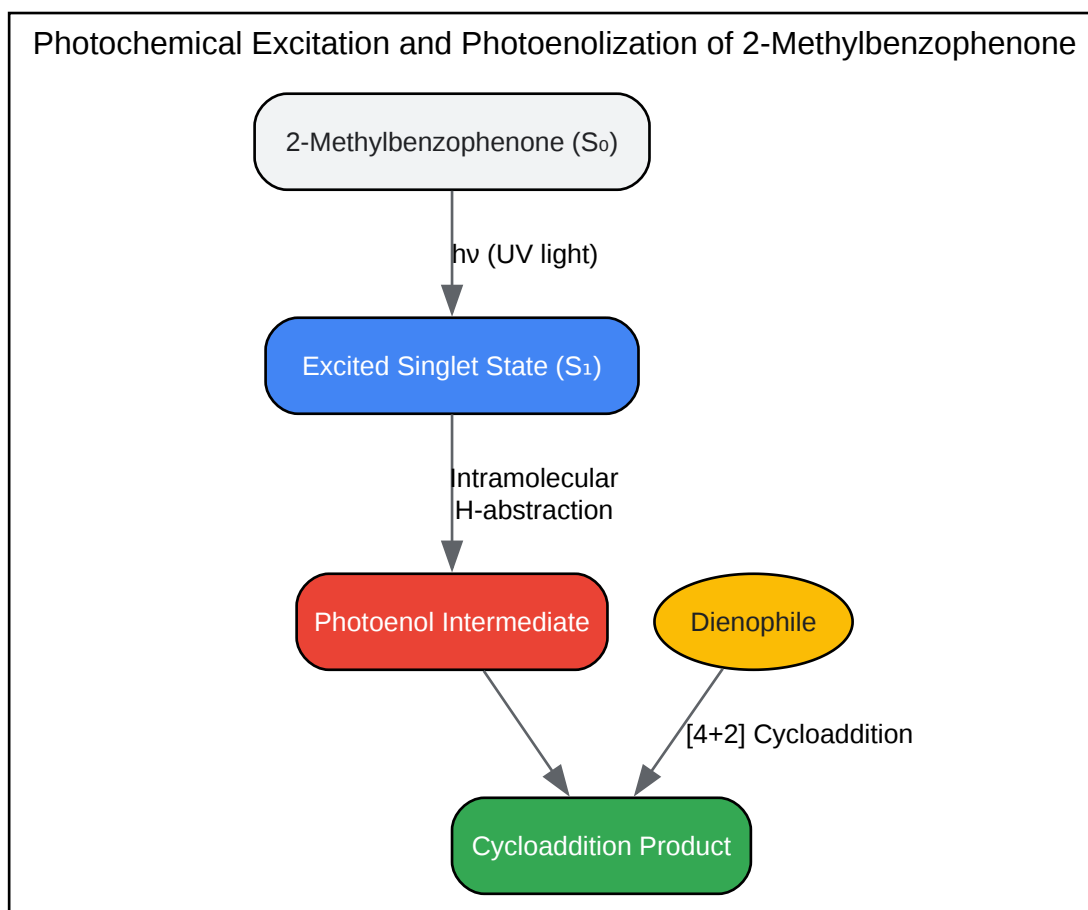 Photochemical Excitation and Photoenolization of 2-Methylbenzophenone
2-Methylbenzophenone (S₀)
hν (UV light)
Excited Singlet State (S₁)
Intramolecular
H-abstraction
Photoenol Intermediate
Dienophile
[4+2] Cycloaddition
Cycloaddition Product